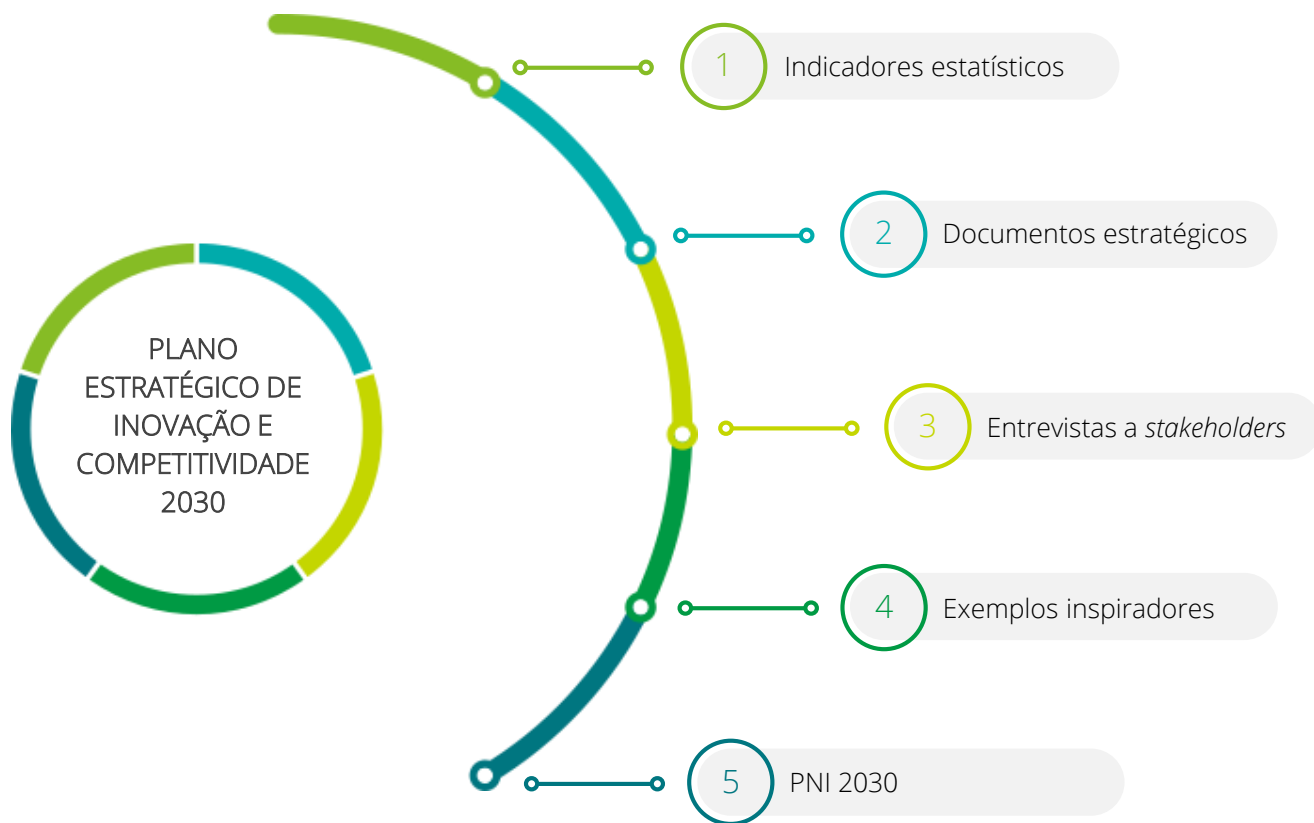 PLANO
ESTRATÉGICO DE
INOVAÇÃO E
COMPETITIVIDADE
2030
1 Indicadores estatísticos
2 Documentos estratégicos
3 Entrevistas a stakeholders
4 Exemplos inspiradores
5 PNI 2030